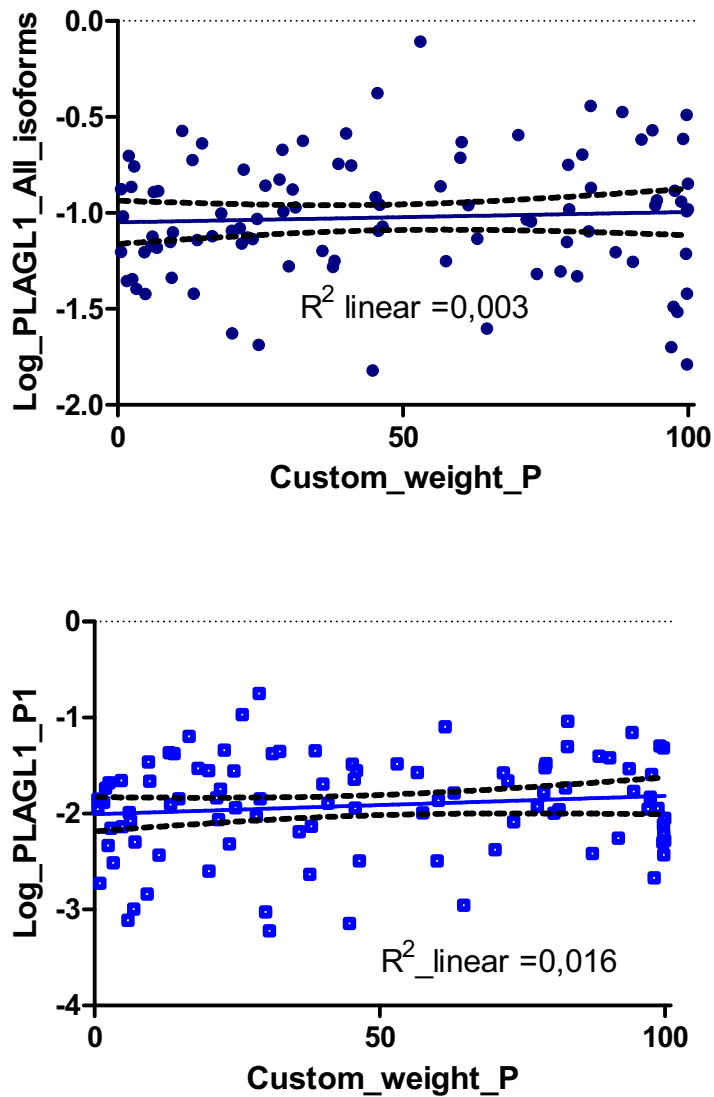 0.0
-0.5
-1.0
-1.5
-2.0
Log_PLAGL1_All_isoforms
R² linear =0,003
0 50 100
Custom_weight_P
0
-1
-2
-3
-4
Log_PLAGL1_P1
R²_linear =0,016
0 50 100
Custom_weight_P